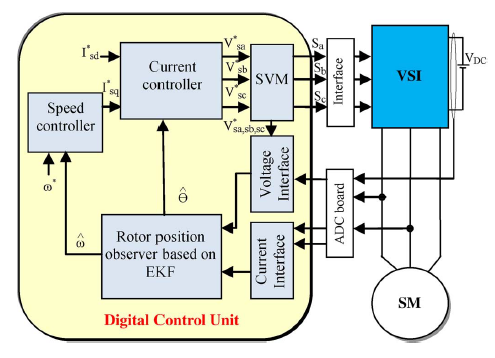 I*sd
Current
controller
V*sa
V*sb
V*sc
SVM
Sa
Sb
Sc
Interface
VSI
VDC
I*sq
Speed
controller
V*sa,sb,sc
ω*
Voltage
Interface
ADC board
Θ̂
ω̂
Rotor position
observer based on
EKF
Current
Interface
SM
Digital Control Unit